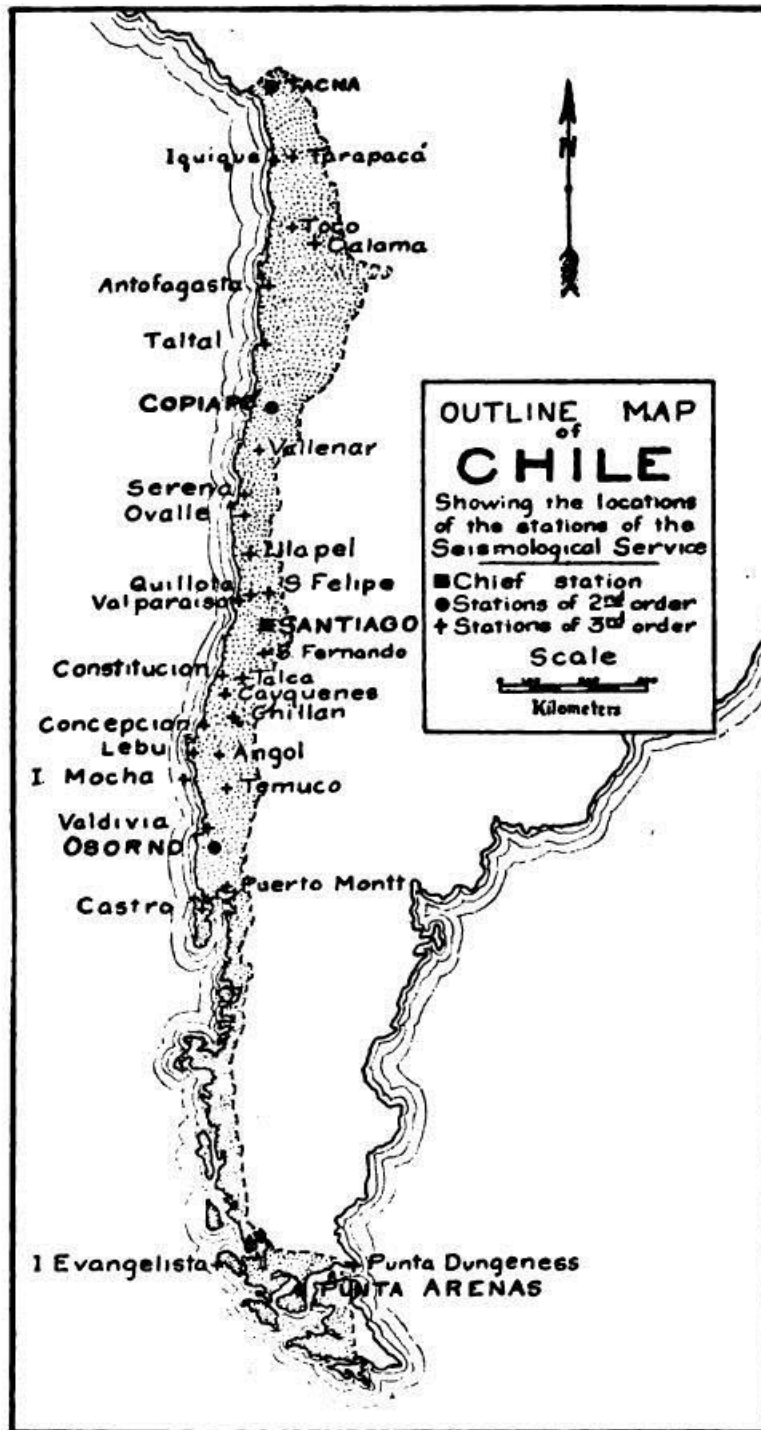 TACNA
Iquique
Tarapacá
N
Toco
Calama
Antofagasta
Taltal
COPIAPO
Vallenar
Serena
Ovalle
Illapel
Quillota
S Felipe
Valparaiso
SANTIAGO
S. Fernando
Constitucion
Talca
Cauquenes
Chillan
Concepcion
Lebu
Angol
I Mocha
Temuco
Valdivia
OSORNO
Puerto Montt
Castro
I Evangelista
Punta Dungeness
PUNTA ARENAS
OUTLINE MAP
of
CHILE
Showing the locations
of the stations of the
Seismological Service
Chief station
Stations of 2nd order
Stations of 3rd order
Scale
Kilometers